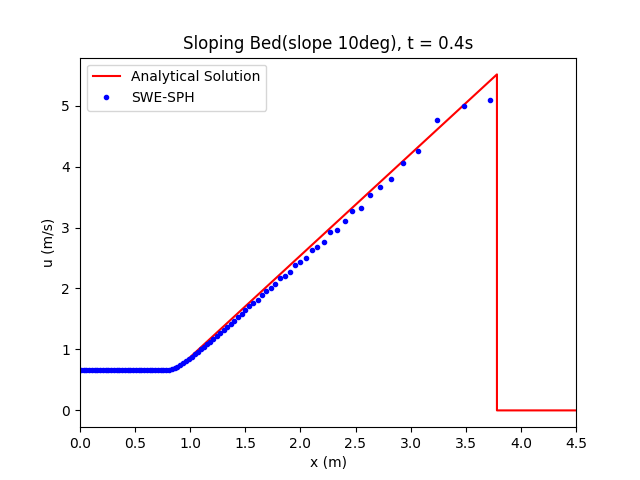 Sloping Bed(slope 10deg), t = 0.4s
Analytical Solution
SWE-SPH
u (m/s)
5
4
3
2
1
0
0.0 0.5 1.0 1.5 2.0 2.5 3.0 3.5 4.0 4.5
x (m)